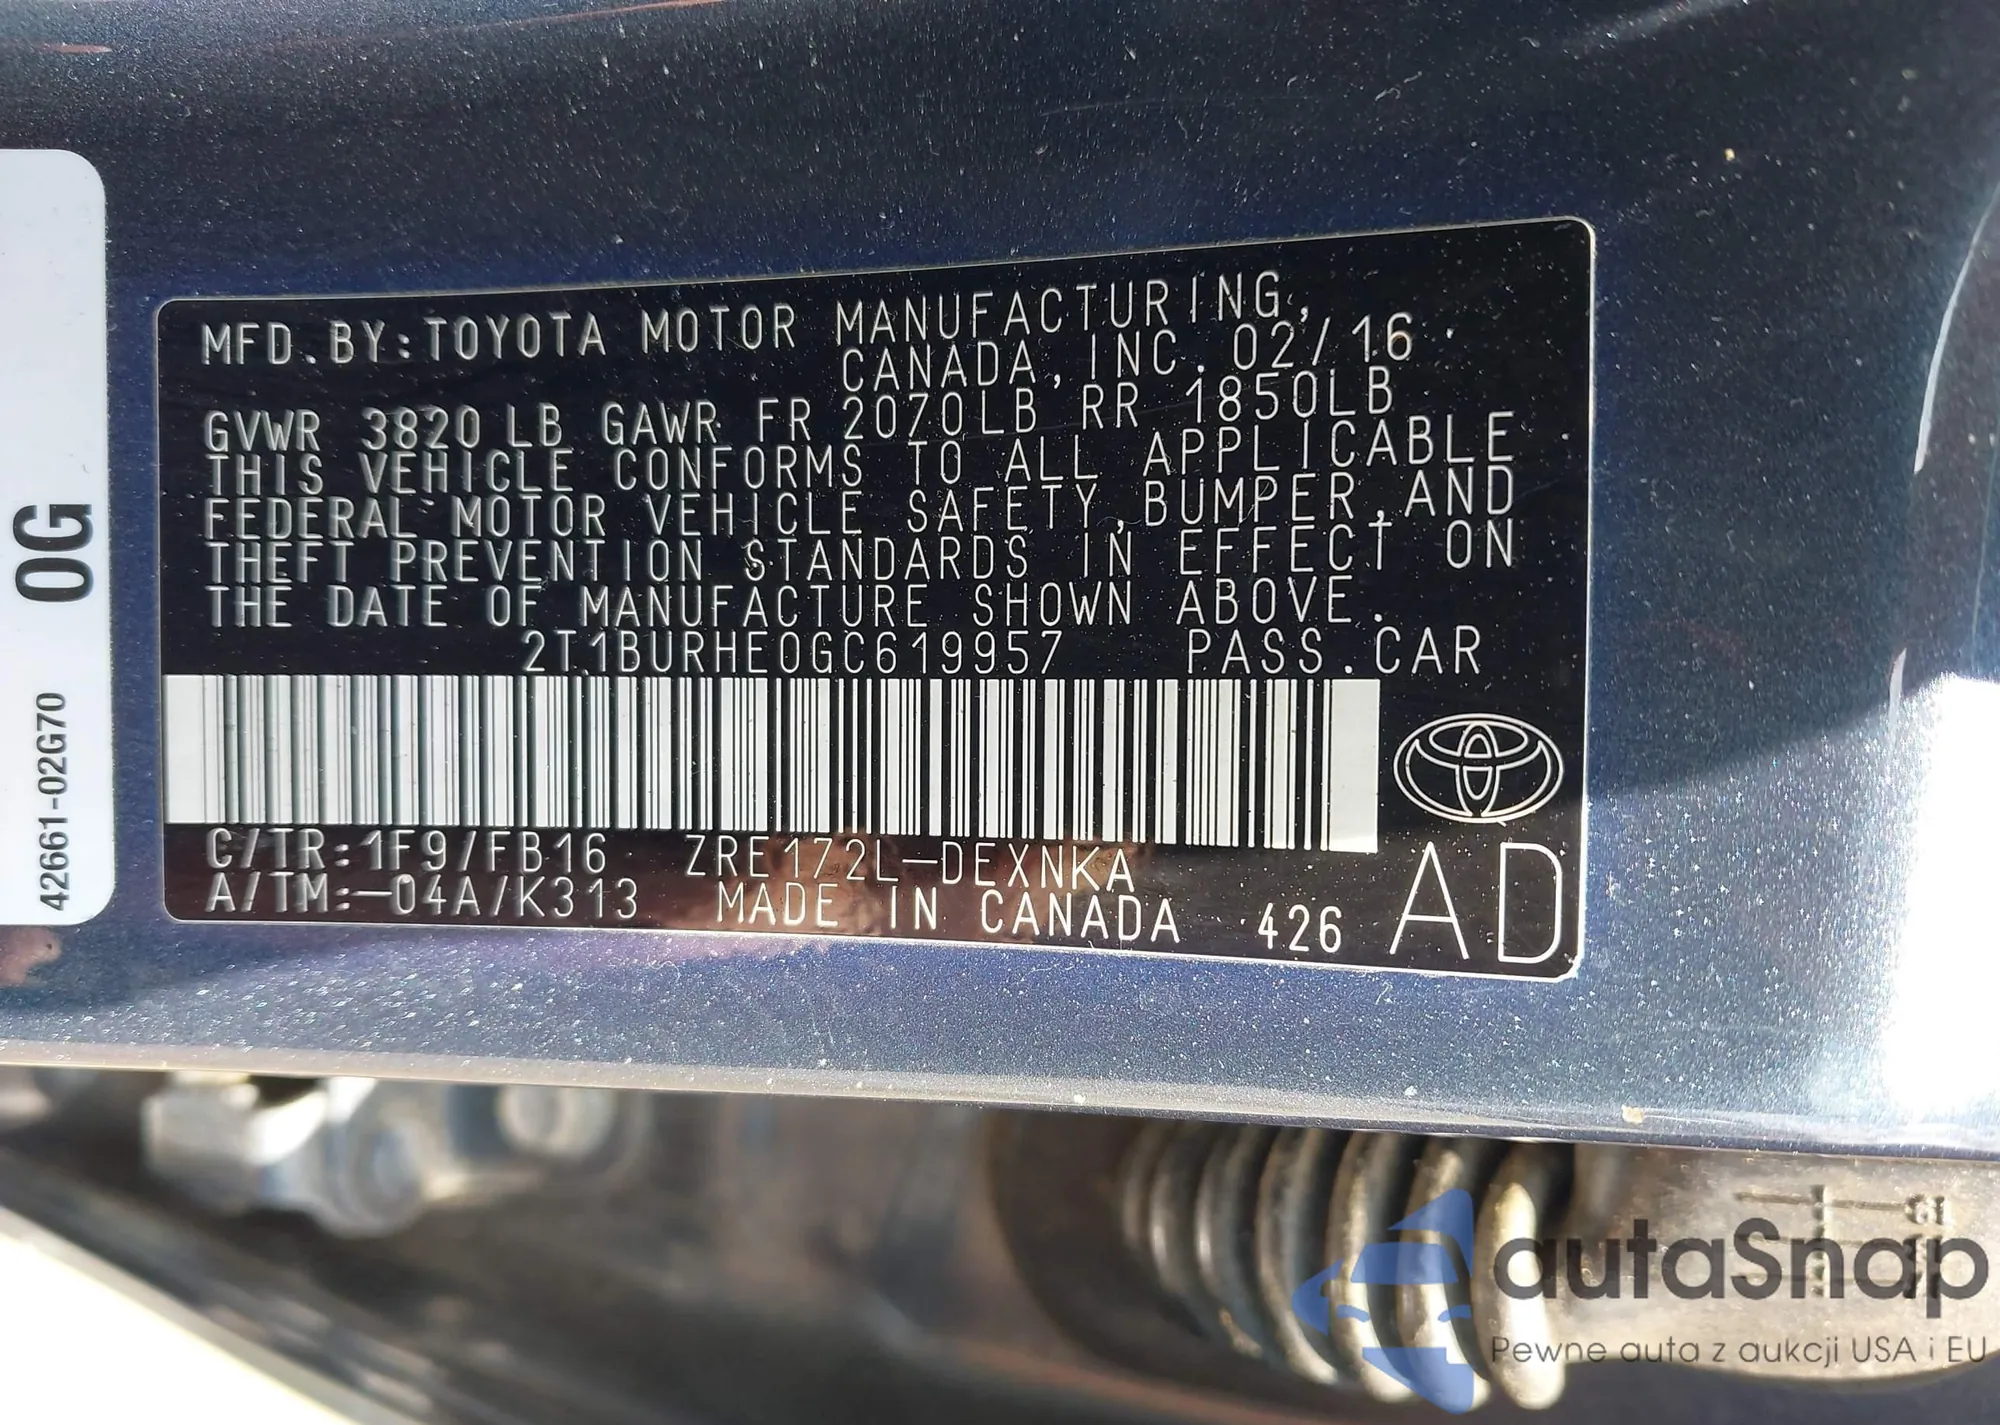 MFD.BY:TOYOTA MOTOR MANUFACTURING,
CANADA,INC. 02/16
GVWR 3820LB GAWR FR 2070LB RR 1850LB
THIS VEHICLE CONFORMS TO ALL APPLICABLE
FEDERAL MOTOR VEHICLE SAFETY,BUMPER,AND
THEFT PREVENTION STANDARDS IN EFFECT ON
THE DATE OF MANUFACTURE SHOWN ABOVE.
2T1BURHE0GC619957 PASS.CAR
C/TR:1F9/FB16 ZRE172L-DEXNKA
A/TM:-04A/K313 MADE IN CANADA 426 AD
42661-02G70 0G
autaSnap
Pewne auta z aukcji USA i EU